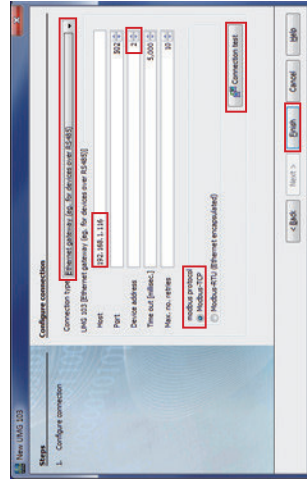 New UMG 103
Steps
1. Configure connection
Configure connection
Connection type Ethernet gateway (eg. for devices over RS485)
UMG 103 [Ethernet gateway (eg. for devices over RS485)]
Host 192.168.1.116
Port 502
Device address 2
Time out [millisec.] 5,000
Max. no. retries 10
modbus protocol
Modbus-TCP
Modbus-RTU (Ethernet encapsulated)
Connection test
< Back Next > Finish Cancel Help